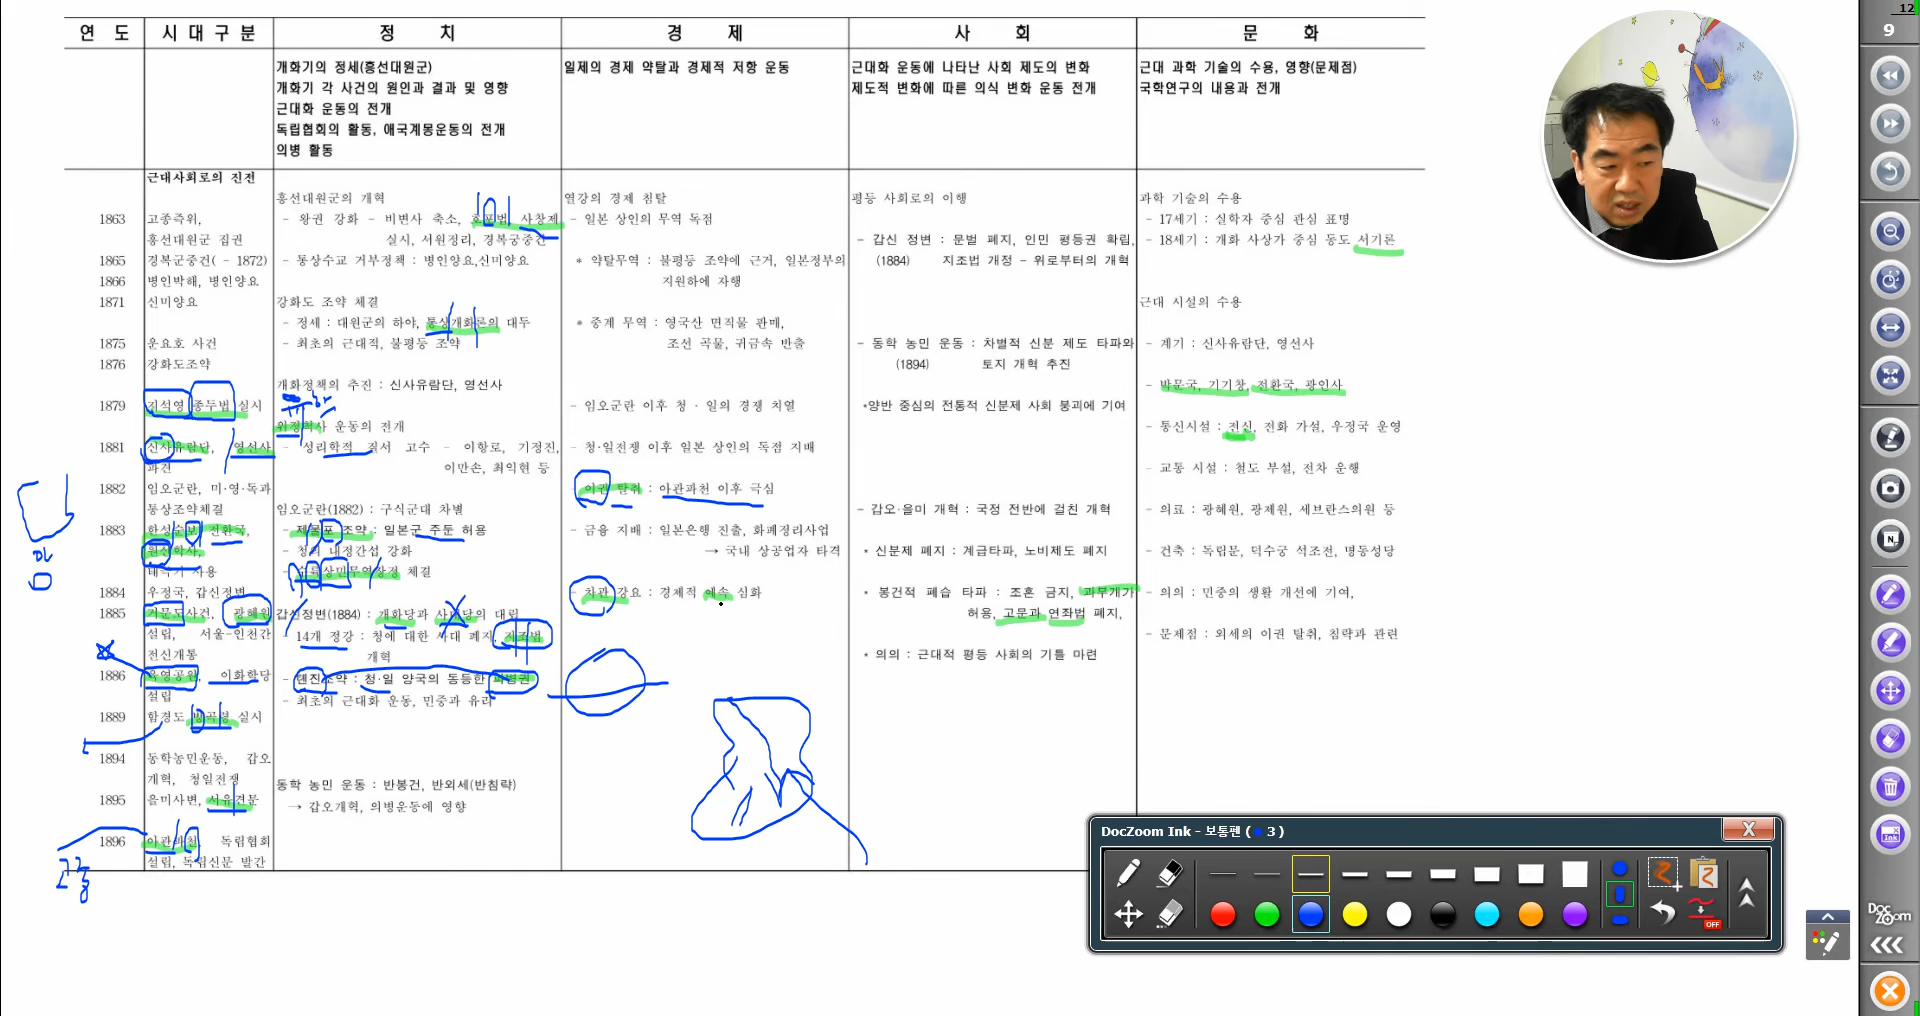 연 도 시 대 구 분 정 치 경 제 사 회 문 화
개화기의 정세(흥선대원군)
개화기 각 사건의 원인과 결과 및 영향
근대화 운동의 전개
독립협회의 활동, 애국계몽운동의 전개
의병 활동
일제의 경제 약탈과 경제적 저항 운동
근대화 운동에 나타난 사회 제도의 변화
제도적 변화에 따른 의식 변화 운동 전개
근대 과학 기술의 수용, 영향(문제점)
국학연구의 내용과 전개
근대사회로의 진전
1863 고종즉위,
흥선대원군 집권
1865 경복군중건( - 1872)
1866 병인박해, 병인양요
1871 신미양요
1875 운요호 사건
1876 강화도조약
1879 지석영 종두법 실시
1881 신사유람단, 영선사
파견
1882 임오군란, 미·영·독과
통상조약체결
1883 한성순보 전환국,
원산학사,
태극기 사용
1884 우정국, 갑신정변
1885 거문도사건, 광혜원
설립, 서울-인천간
전신개통
1886 육영공원, 이화학당
설립
1889 함경도 방곡령 실시
1894 동학농민운동, 갑오
개혁, 청일전쟁
1895 을미사변, 서유견문
1896 아관파천, 독립협회
설립, 독립신문 발간
흥선대원군의 개혁
- 왕권 강화 - 비변사 축소, 호포법 사창제
실시, 서원정리, 경복궁중건
- 통상수교 거부정책 : 병인양요,신미양요
강화도 조약 체결
- 정세 : 대원군의 하야, 통상개화론의 대두
- 최초의 근대적, 불평등 조약
개화정책의 추진 : 신사유람단, 영선사
위정척사 운동의 전개
- 성리학적 질서 고수 - 이항로, 기정진,
이만손, 최익현 등
임오군란(1882) : 구식군대 차별
- 제물포 조약 : 일본군 주둔 허용
- 청의 내정간섭 강화
상민무역장정 체결
갑신정변(1884) : 개화당과 사대당의 대립
- 14개 정강 : 청에 대한 사대 폐지, 지조법
개혁
- 톈진조약 : 청·일 양국의 동등한 파병권
- 최초의 근대화 운동, 민중과 유리
동학 농민 운동 : 반봉건, 반외세(반침략)
→ 갑오개혁, 의병운동에 영향
열강의 경제 침탈
- 일본 상인의 무역 독점
* 약탈무역 : 불평등 조약에 근거, 일본정부의
지원하에 자행
* 중계 무역 : 영국산 면직물 판매,
조선 곡물, 귀금속 반출
- 임오군란 이후 청 · 일의 경쟁 치열
- 청·일전쟁 이후 일본 상인의 독점 지배
- 이권 탈취 : 아관파천 이후 극심
- 금융 지배 : 일본은행 진출, 화폐정리사업
→ 국내 상공업자 타격
- 차관 강요 : 경제적 예속 심화
평등 사회로의 이행
- 갑신 정변 : 문벌 폐지, 인민 평등권 확립,
(1884) 지조법 개정 - 위로부터의 개혁
- 동학 농민 운동 : 차별적 신분 제도 타파와
(1894) 토지 개혁 추진
*양반 중심의 전통적 신분제 사회 붕괴에 기여
- 갑오·을미 개혁 : 국정 전반에 걸친 개혁
* 신분제 폐지 : 계급타파, 노비제도 폐지
* 봉건적 폐습 타파 : 조혼 금지, 과부개가
허용, 고문과 연좌법 폐지,
* 의의 : 근대적 평등 사회의 기틀 마련
과학 기술의 수용
- 17세기 : 실학자 중심 관심 표명
- 18세기 : 개화 사상가 중심 동도 서기론
근대 시설의 수용
- 계기 : 신사유람단, 영선사
- 박문국, 기기창, 전환국, 광인사
- 통신시설 : 전신, 전화 가설, 우정국 운영
- 교통 시설 : 철도 부설, 전차 운행
- 의료 : 광혜원, 광제원, 세브란스의원 등
- 건축 : 독립문, 덕수궁 석조전, 명동성당
- 의의 : 민중의 생활 개선에 기여,
- 문제점 : 외세의 이권 탈취, 침략과 관련
DocZoom Ink - 보통펜 ( 3 )
OFF
12
9
N
Ink
Doc
Zoom